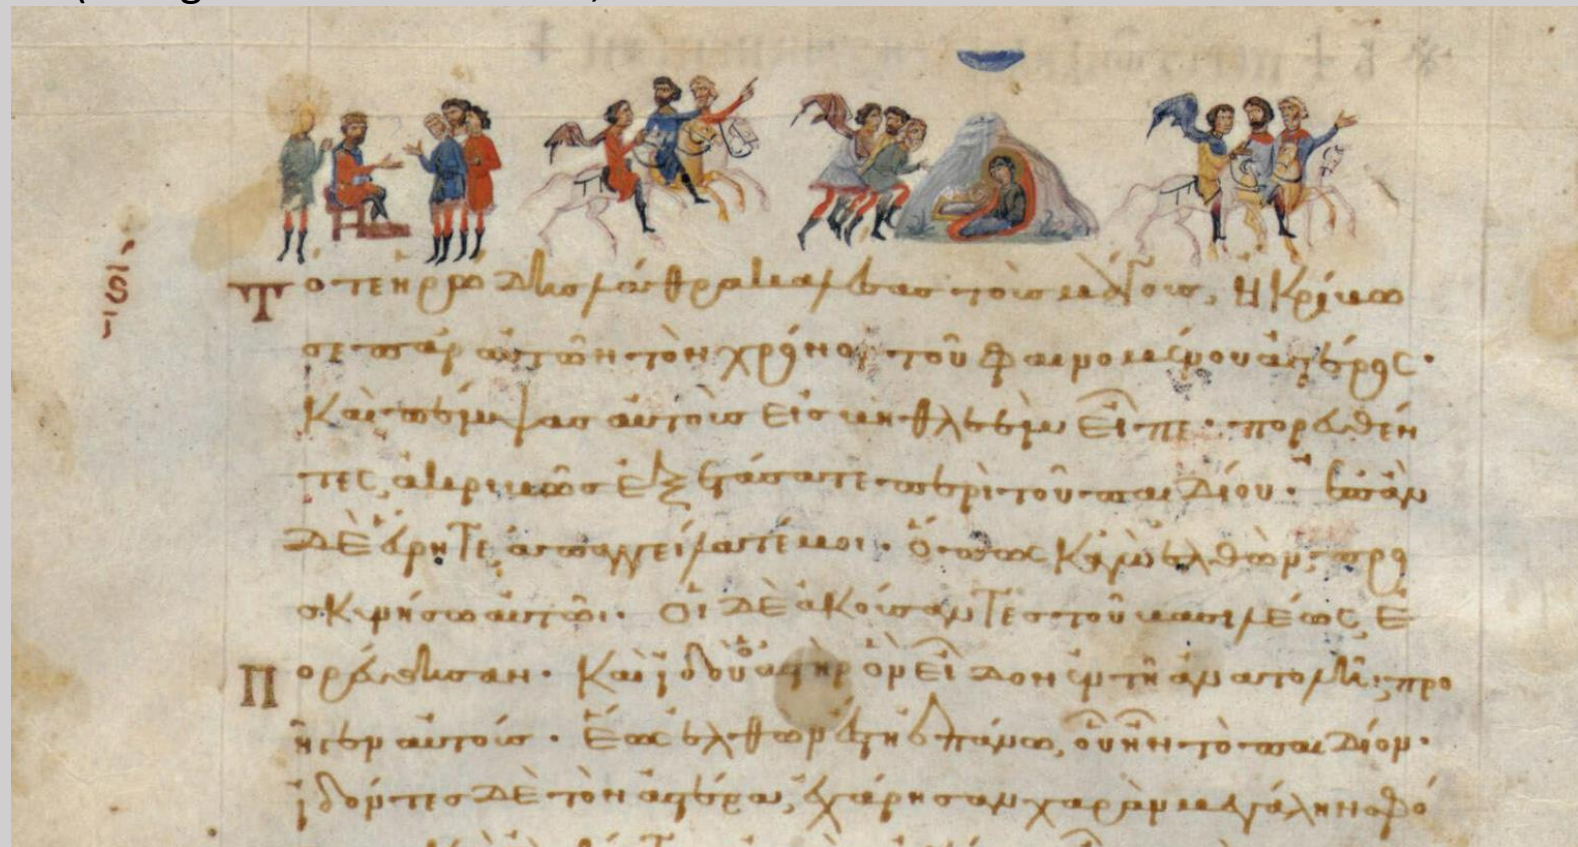 Τότε ἡρώδης λάθρα καλέσας τοὺς μάγους, ἠκρίβω
σε παρ αὐτῶν τὸν χρόνον τοῦ φαινομένου ἀστέρος·
Καὶ πέμψας αὐτοὺς εἰς βηθλεὲμ εἶπε· πορευθέν
τες, ἀκριβῶς ἐξετάσατε περὶ τοῦ παιδίου· ἐπὰν
δὲ εὕρητε, ἀπαγγείλατέ μοι· ὅπως κἀγὼ ἐλθὼν, προ
σκυνήσω αὐτῶι· Οἱ δὲ ἀκούσαντες τοῦ βασιλέως, ἐ
πορεύθησαν· Καὶ ἰδοὺ ὁ ἀστὴρ ὃν εἶδον ἐν τῆ ἀνατολῆ, προ
ῆγεν αὐτούς· ἕως ἐλθὼν ἔστη ἐπάνω, οὗ ἦν τὸ παιδίον·
ἰδόντες δὲ τὸν ἀστέρα, ἐχάρησαν χαρὰν μεγάλην σφό